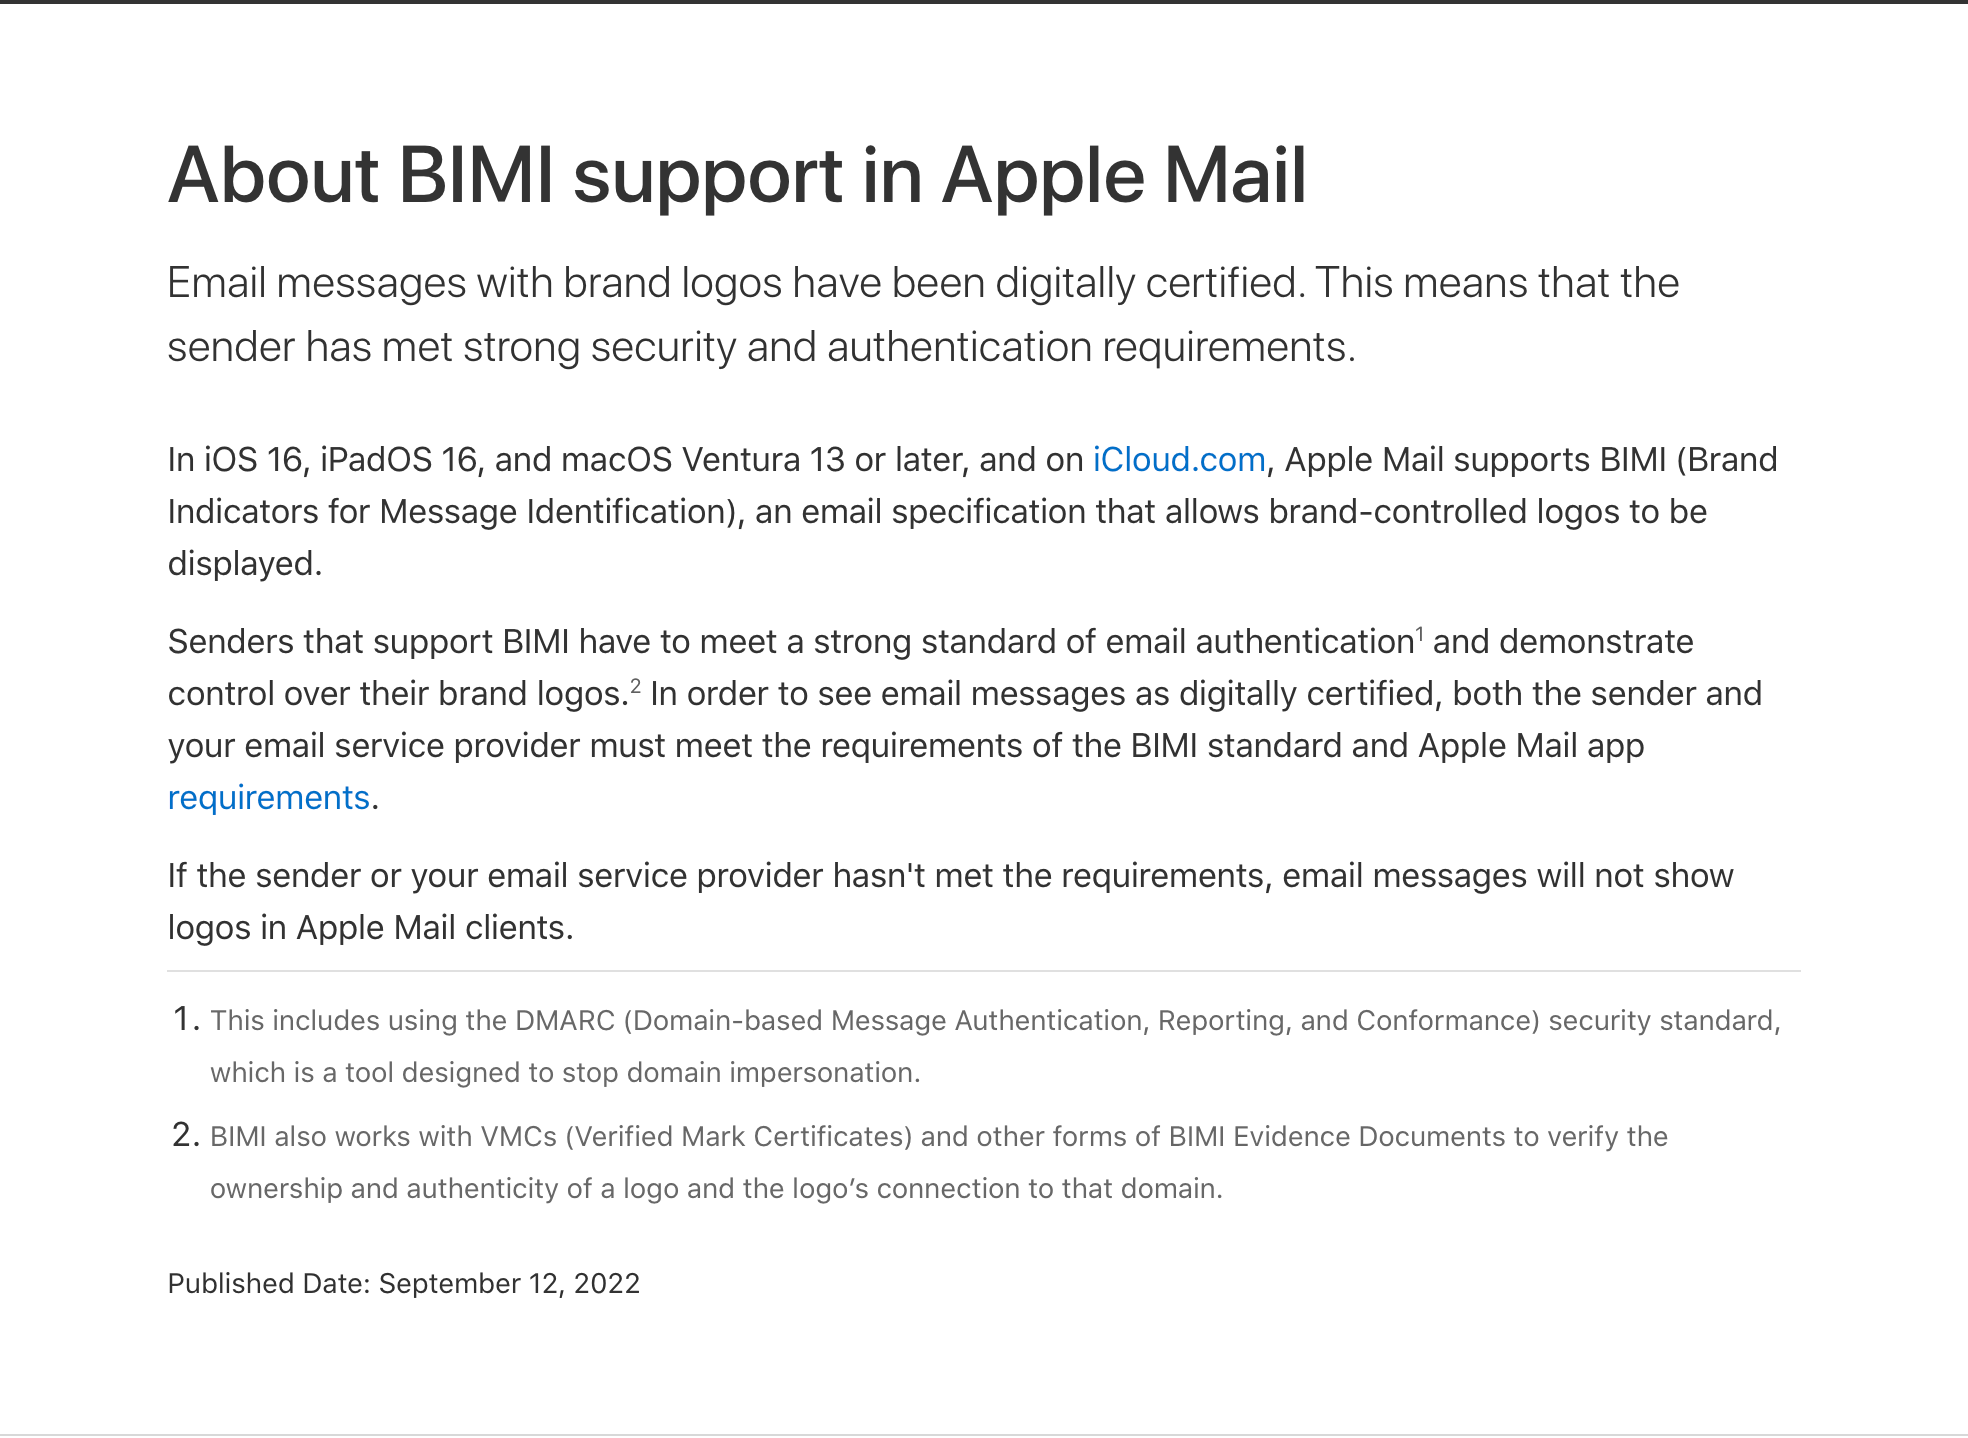 About BIMI support in Apple Mail
Email messages with brand logos have been digitally certified. This means that the
sender has met strong security and authentication requirements.
In iOS 16, iPadOS 16, and macOS Ventura 13 or later, and on iCloud.com, Apple Mail supports BIMI (Brand
Indicators for Message Identification), an email specification that allows brand-controlled logos to be
displayed.
Senders that support BIMI have to meet a strong standard of email authentication1 and demonstrate
control over their brand logos.2 In order to see email messages as digitally certified, both the sender and
your email service provider must meet the requirements of the BIMI standard and Apple Mail app
requirements.
If the sender or your email service provider hasn't met the requirements, email messages will not show
logos in Apple Mail clients.
1. This includes using the DMARC (Domain-based Message Authentication, Reporting, and Conformance) security standard,
which is a tool designed to stop domain impersonation.
2. BIMI also works with VMCs (Verified Mark Certificates) and other forms of BIMI Evidence Documents to verify the
ownership and authenticity of a logo and the logo’s connection to that domain.
Published Date: September 12, 2022